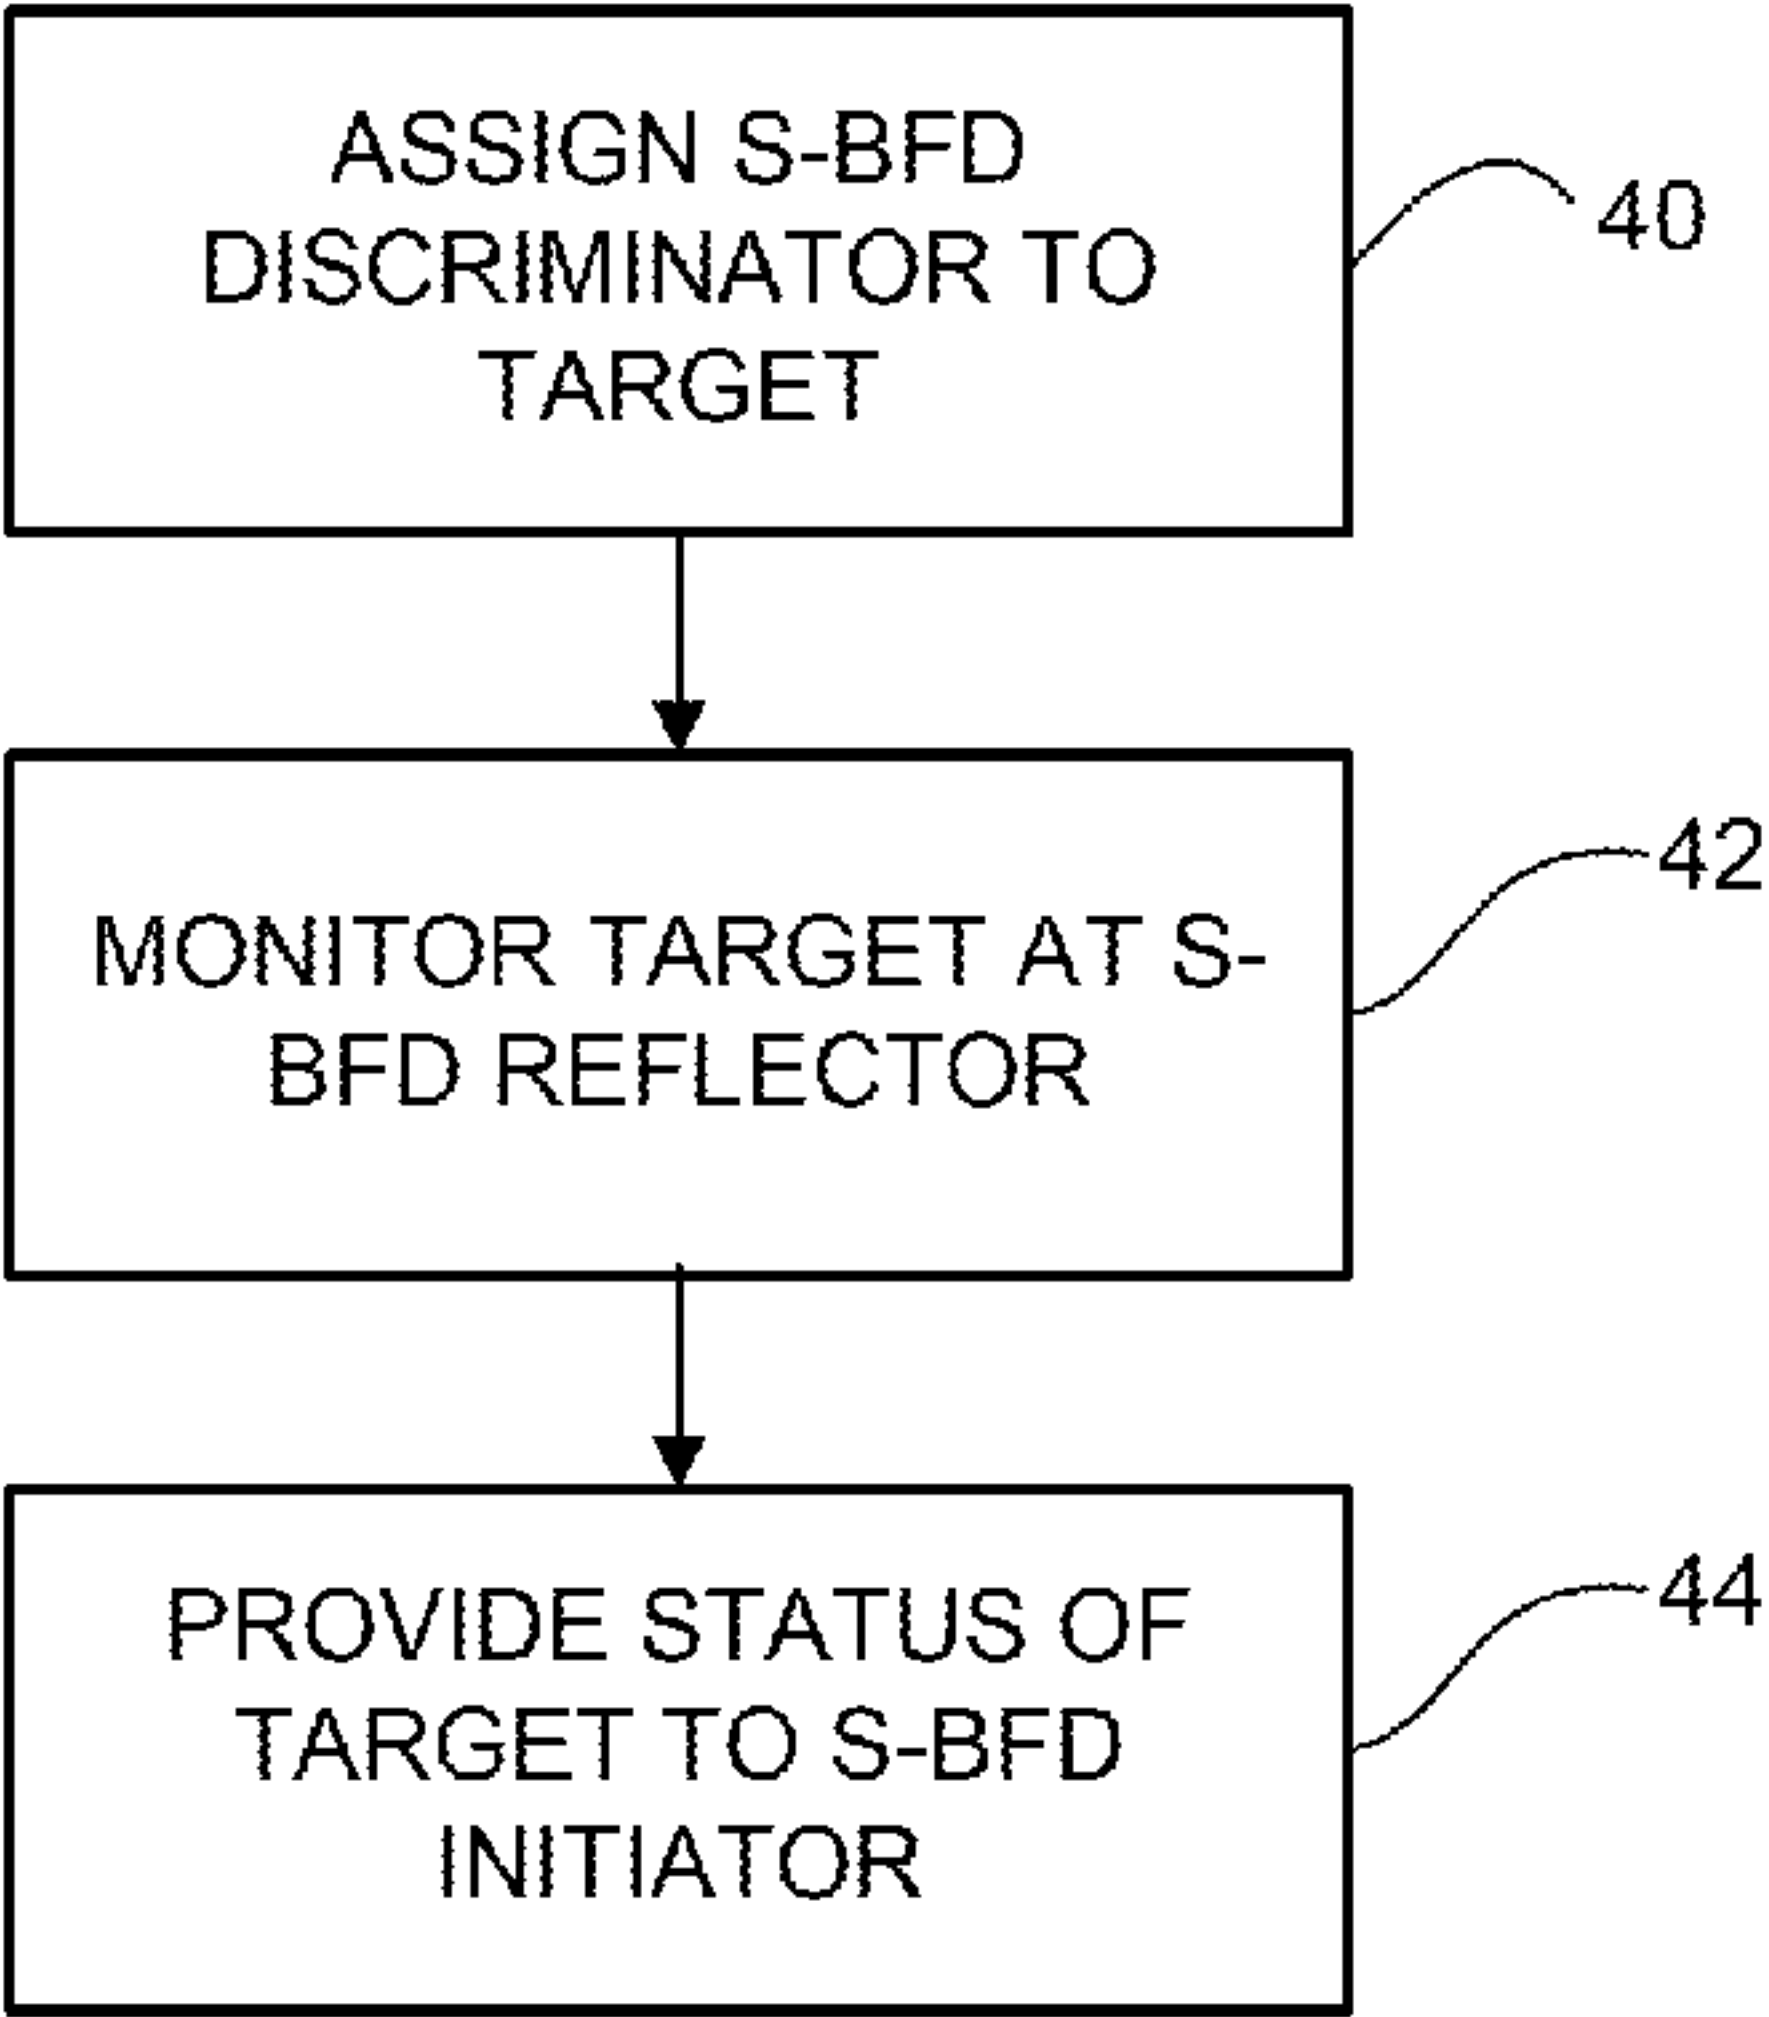 ASSIGN S-BFD
DISCRIMINATOR TO
TARGET
40
MONITOR TARGET AT S-
BFD REFLECTOR
42
PROVIDE STATUS OF
TARGET TO S-BFD
INITIATOR
44